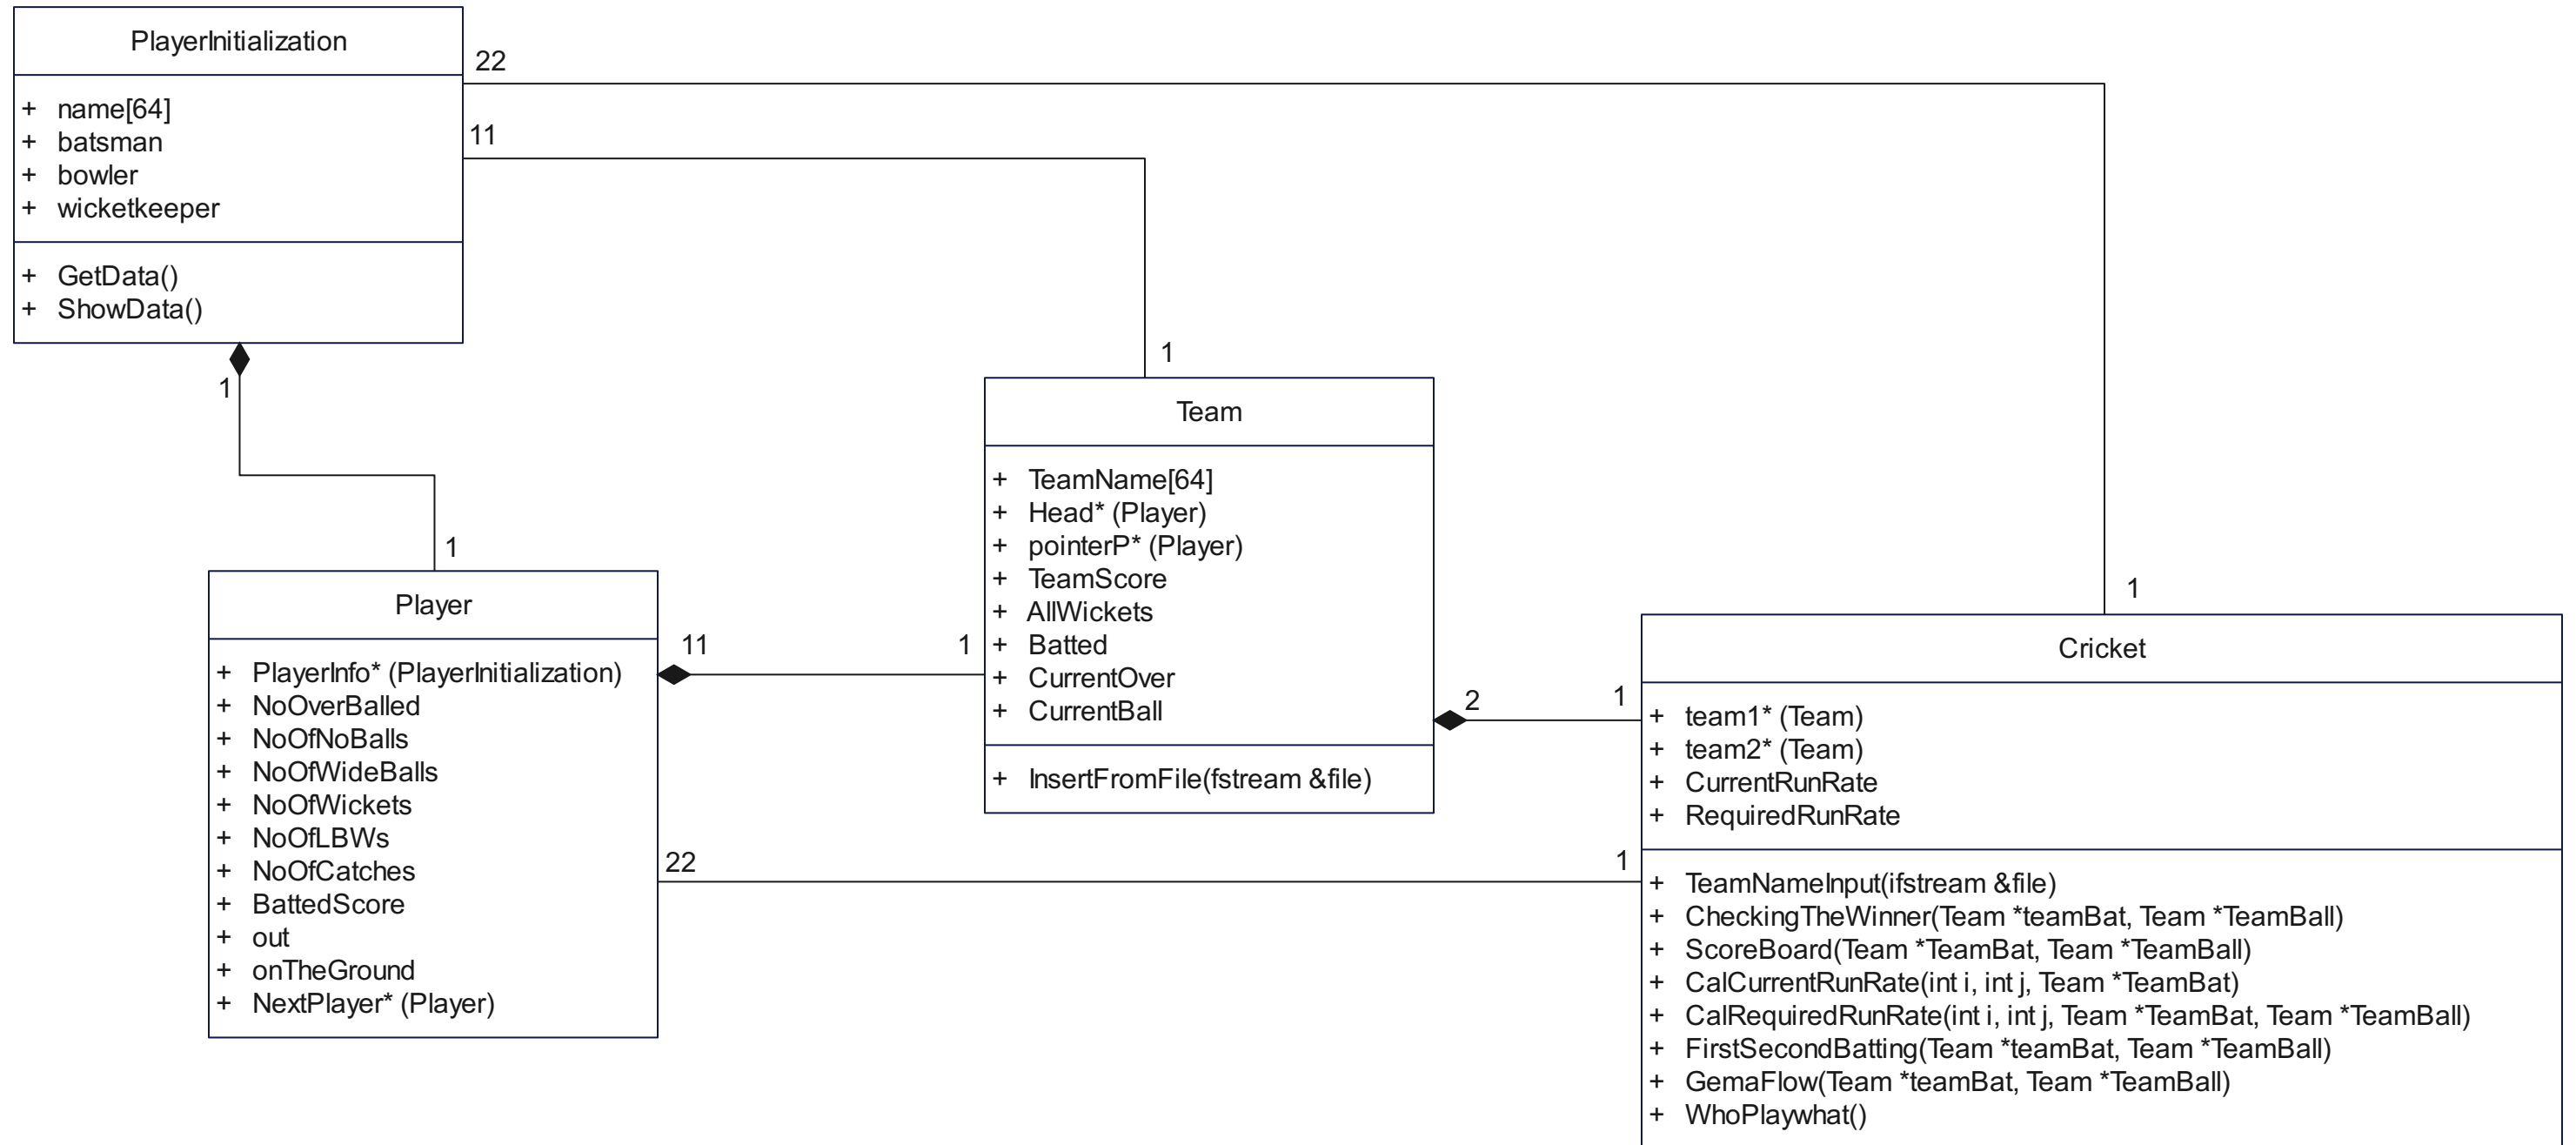 PlayerInitialization
+ name[64]
+ batsman
+ bowler
+ wicketkeeper
+ GetData()
+ ShowData()
22
11
1
1
1
1
Team
+ TeamName[64]
+ Head* (Player)
+ pointerP* (Player)
+ TeamScore
+ AllWickets
+ Batted
+ CurrentOver
+ CurrentBall
+ InsertFromFile(fstream &file)
Player
+ PlayerInfo* (PlayerInitialization)
+ NoOverBalled
+ NoOfNoBalls
+ NoOfWideBalls
+ NoOfWickets
+ NoOfLBWs
+ NoOfCatches
+ BattedScore
+ out
+ onTheGround
+ NextPlayer* (Player)
11 1
2 1
22 1
Cricket
+ team1* (Team)
+ team2* (Team)
+ CurrentRunRate
+ RequiredRunRate
+ TeamNameInput(ifstream &file)
+ CheckingTheWinner(Team *teamBat, Team *TeamBall)
+ ScoreBoard(Team *TeamBat, Team *TeamBall)
+ CalCurrentRunRate(int i, int j, Team *TeamBat)
+ CalRequiredRunRate(int i, int j, Team *TeamBat, Team *TeamBall)
+ FirstSecondBatting(Team *teamBat, Team *TeamBall)
+ GemaFlow(Team *teamBat, Team *TeamBall)
+ WhoPlaywhat()